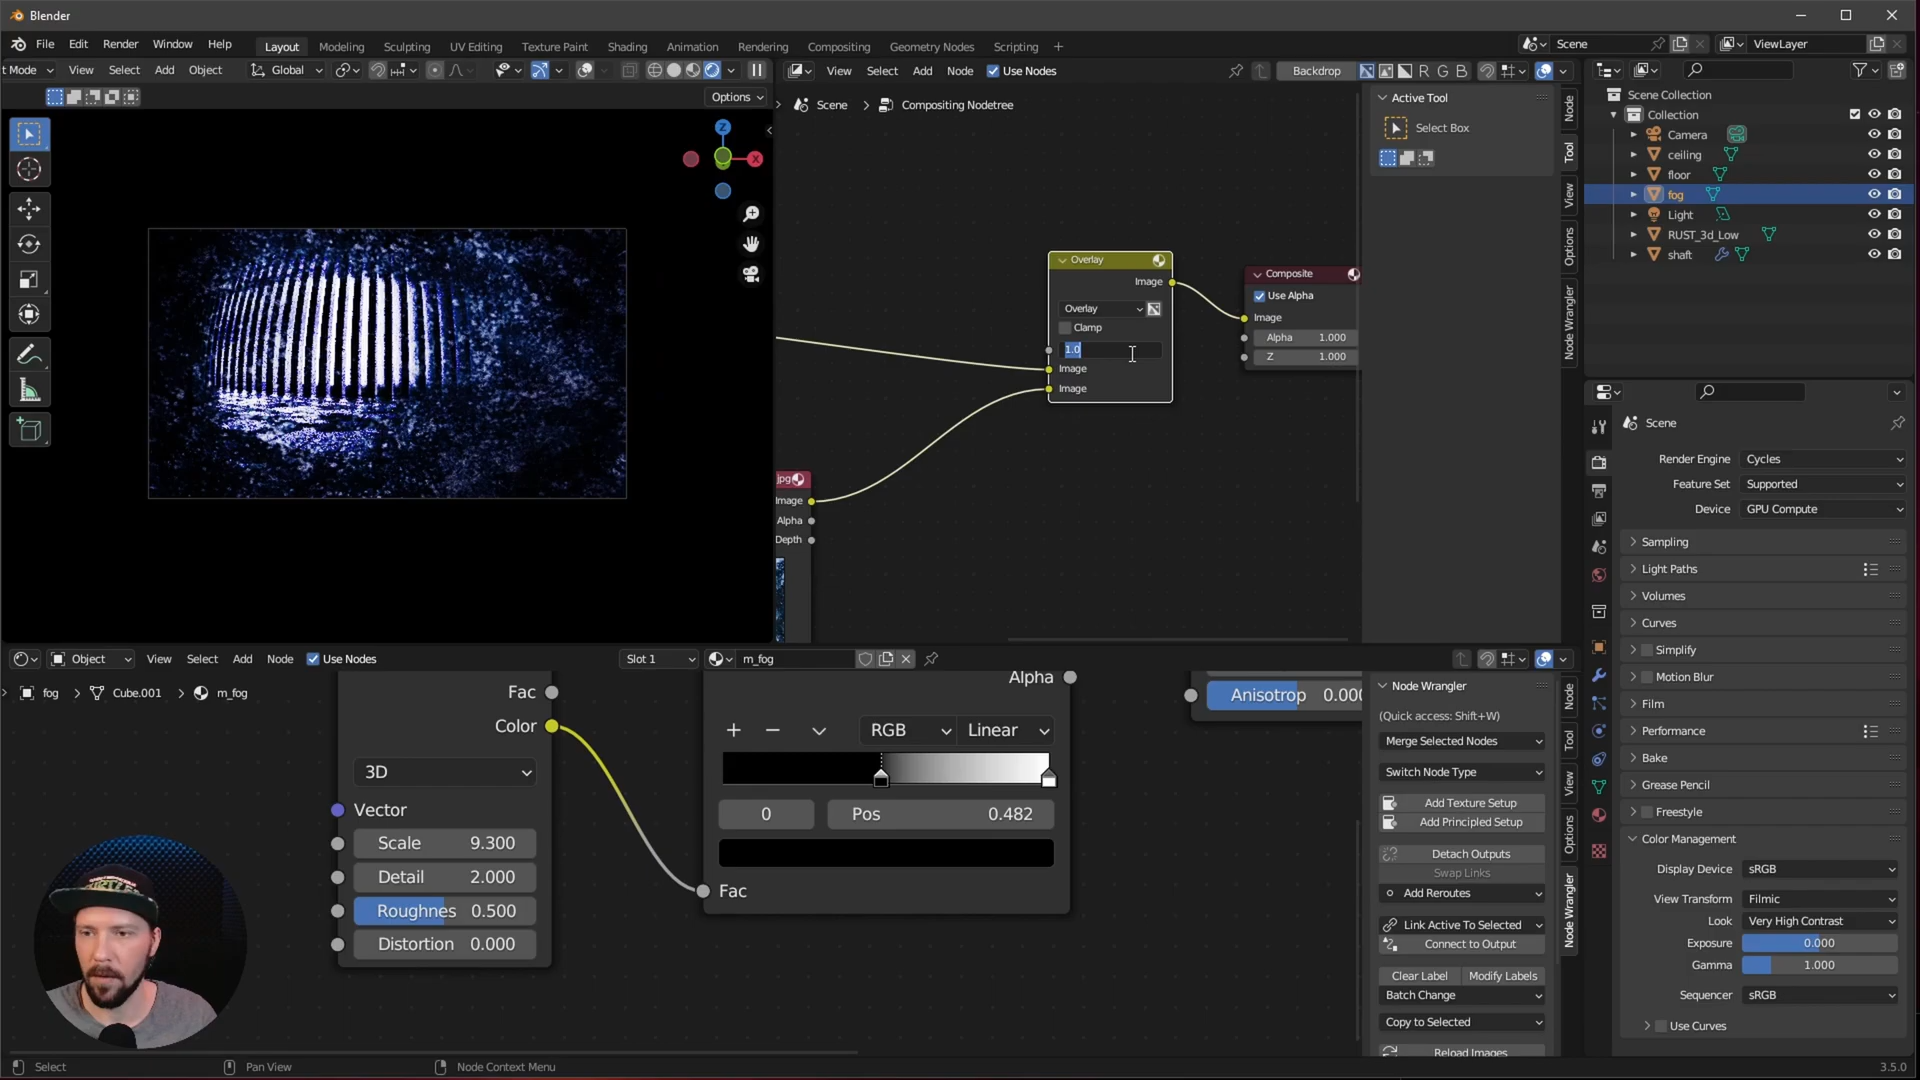 Blender
File Edit Render Window Help
Layout Modeling Sculpting UV Editing Texture Paint Shading Animation Rendering Compositing Geometry Nodes Scripting +
Scene
ViewLayer
t Mode View Select Add Object
Global
Options
Z
X
View Select Add Node Use Nodes
Backdrop
R G B
Scene > Compositing Nodetree
Active Tool
Select Box
Node
Tool
View
Options
Node Wrangler
Overlay
Image
Overlay
Clamp
1.0
Image
Image
Composite
Use Alpha
Image
Alpha 1.000
Z 1.000
jpg
Image
Alpha
Depth
Scene Collection
Collection
Camera
ceiling
floor
fog
Light
RUST_3d_Low
shaft
Scene
Render Engine Cycles
Feature Set Supported
Device GPU Compute
Sampling
Light Paths
Volumes
Curves
Simplify
Motion Blur
Film
Performance
Bake
Grease Pencil
Freestyle
Color Management
Display Device sRGB
View Transform Filmic
Look Very High Contrast
Exposure 0.000
Gamma 1.000
Sequencer sRGB
Use Curves
Object View Select Add Node Use Nodes
Slot 1
m_fog
fog > Cube.001 > m_fog
Fac
Color
3D
Vector
Scale 9.300
Detail 2.000
Roughnes 0.500
Distortion 0.000
Alpha
RGB
Linear
0
Pos 0.482
Fac
Anisotrop 0.00
Node Wrangler
(Quick access: Shift+W)
Merge Selected Nodes
Switch Node Type
Add Texture Setup
Add Principled Setup
Detach Outputs
Swap Links
Add Reroutes
Link Active To Selected
Connect to Output
Clear Label Modify Labels
Batch Change
Copy to Selected
Reload Images
Node
Tool
View
Options
Node Wrangler
Select
Pan View
Node Context Menu
3.5.0